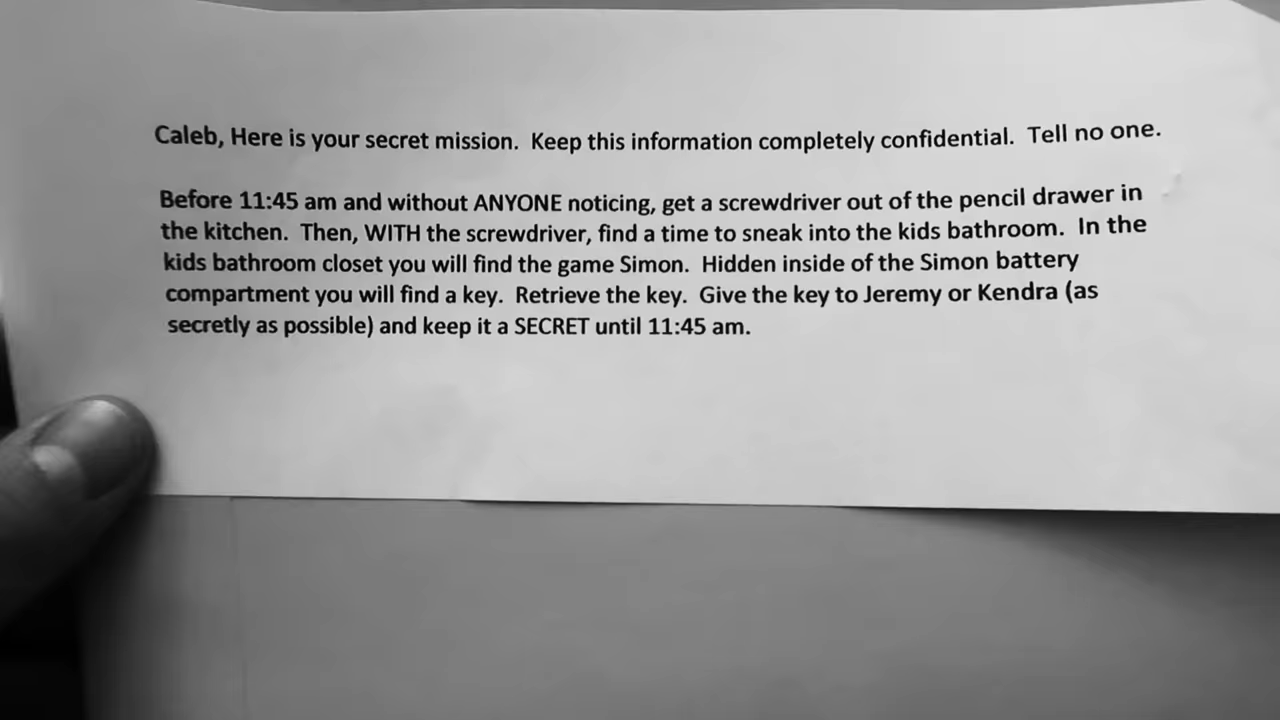 Caleb, Here is your secret mission. Keep this information completely confidential. Tell no one.
Before 11:45 am and without ANYONE noticing, get a screwdriver out of the pencil drawer in
the kitchen. Then, WITH the screwdriver, find a time to sneak into the kids bathroom. In the
kids bathroom closet you will find the game Simon. Hidden inside of the Simon battery
compartment you will find a key. Retrieve the key. Give the key to Jeremy or Kendra (as
secretly as possible) and keep it a SECRET until 11:45 am.